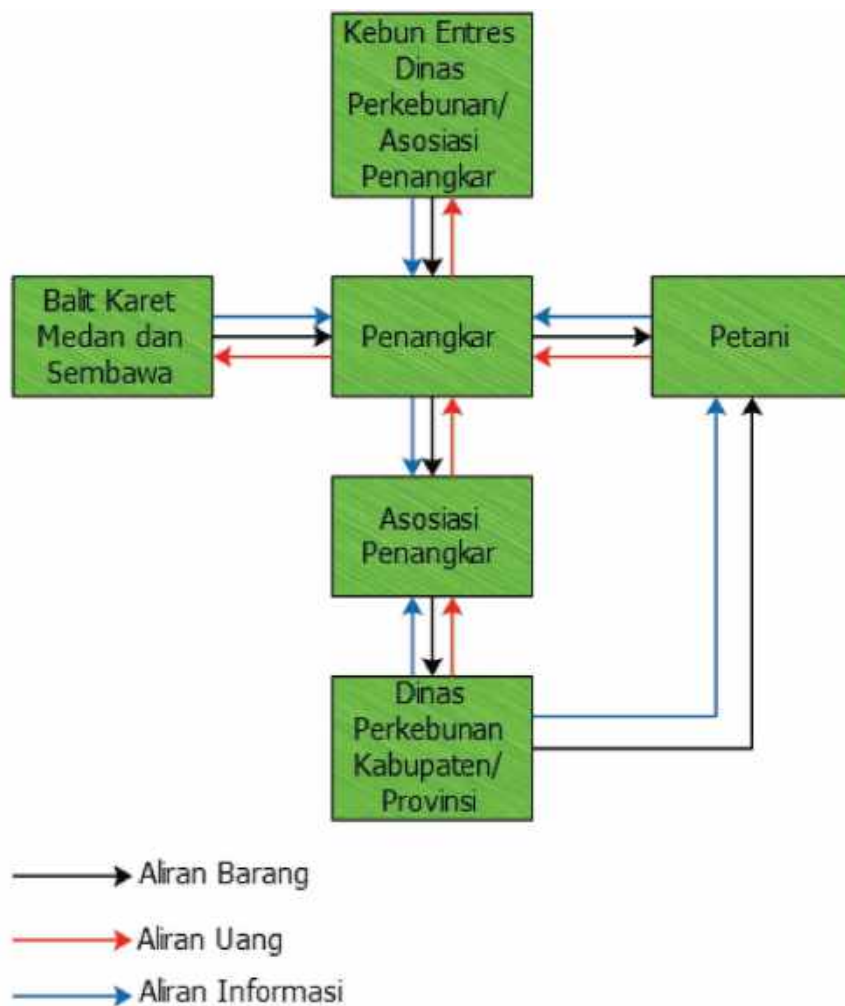 Kebun Entres
Dinas
Perkebunan/
Asosiasi
Penangkar
Balit Karet
Medan dan
Sembawa
Penangkar
Petani
Asosiasi
Penangkar
Dinas
Perkebunan
Kabupaten/
Provinsi
Aliran Barang
Aliran Uang
Aliran Informasi